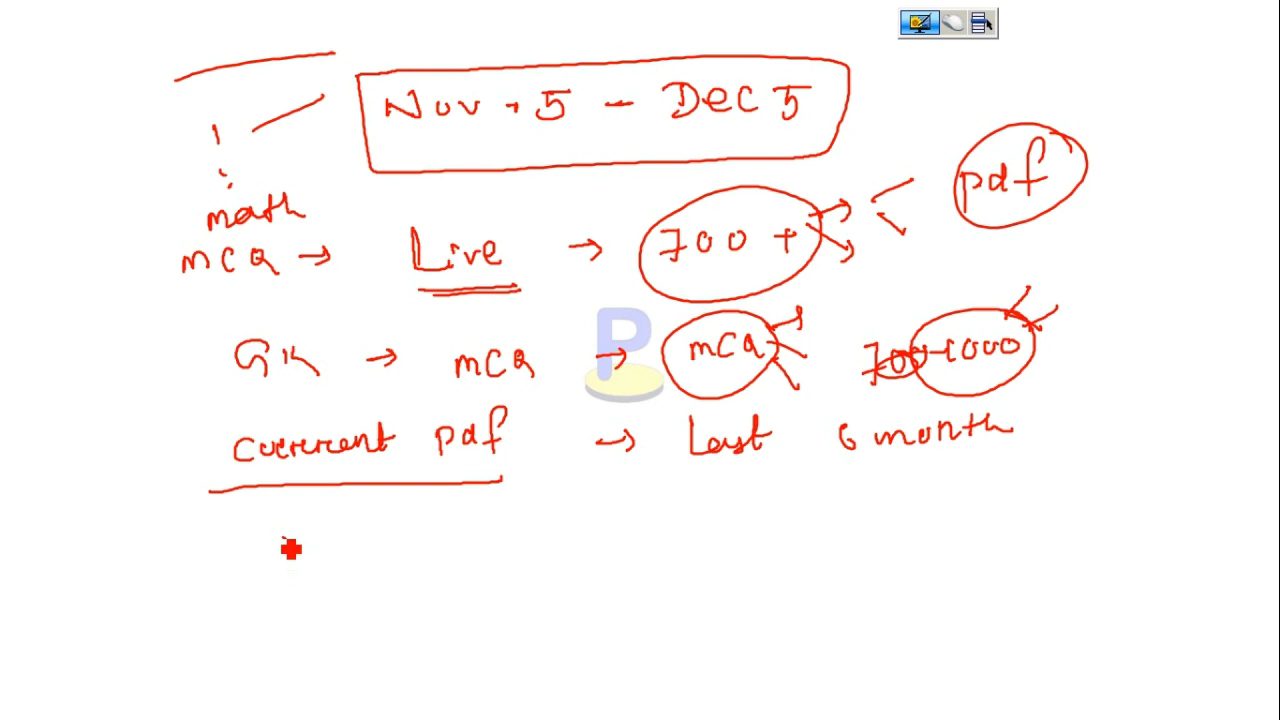 Nov - 5 - Dec 5
pdf
math
mCQ → Live → 700 +
GK → mCQ → mCQ 700-1000
P
current pdf → Last 6 month